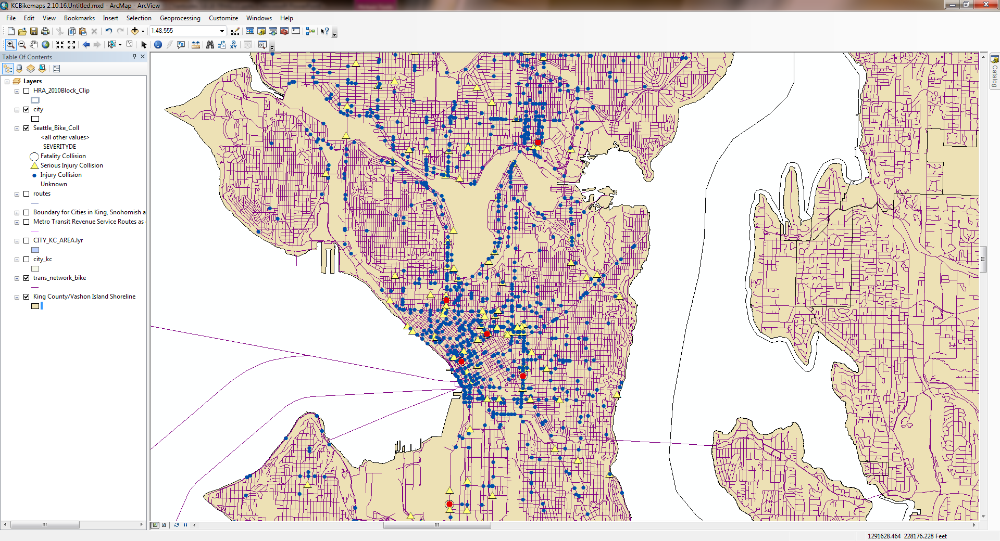 KCBikemaps 2.10.16.Untitled.mxd - ArcMap - ArcView
File Edit View Bookmarks Insert Selection Geoprocessing Customize Windows Help
1:48,555
Table Of Contents
Layers
HRA_2010Block_Clip
city
Seattle_Bike_Coll
<all other values>
SEVERITYDE
Fatality Collision
Serious Injury Collision
Injury Collision
Unknown
routes
Boundary for Cities in King, Snohomish a
Metro Transit Revenue Service Routes as
CITY_KC_AREA.lyr
city_kc
trans_network_bike
King County/Vashon Island Shoreline
Catalog
1291628.464 228176.228 Feet